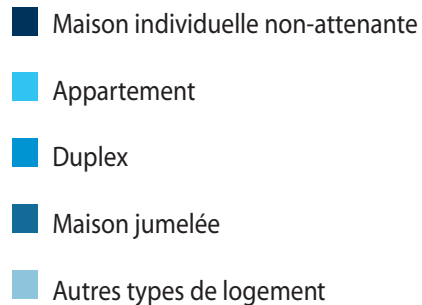 Maison individuelle non-attenante
Appartement
Duplex
Maison jumelée
Autres types de logement